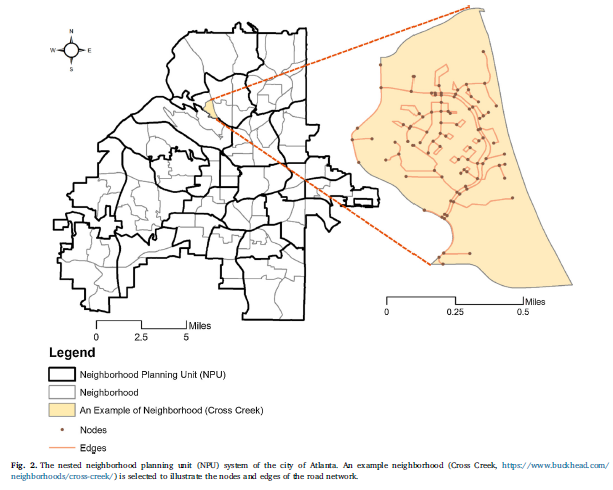 N
W E
S
Miles
0 0.25 0.5
Miles
0 2.5 5
Legend
Neighborhood Planning Unit (NPU)
Neighborhood
An Example of Neighborhood (Cross Creek)
Nodes
Edges
Fig. 2. The nested neighborhood planning unit (NPU) system of the city of Atlanta. An example neighborhood (Cross Creek, https://www.buckhead.com/
neighborhoods/cross-creek/) is selected to illustrate the nodes and edges of the road network.